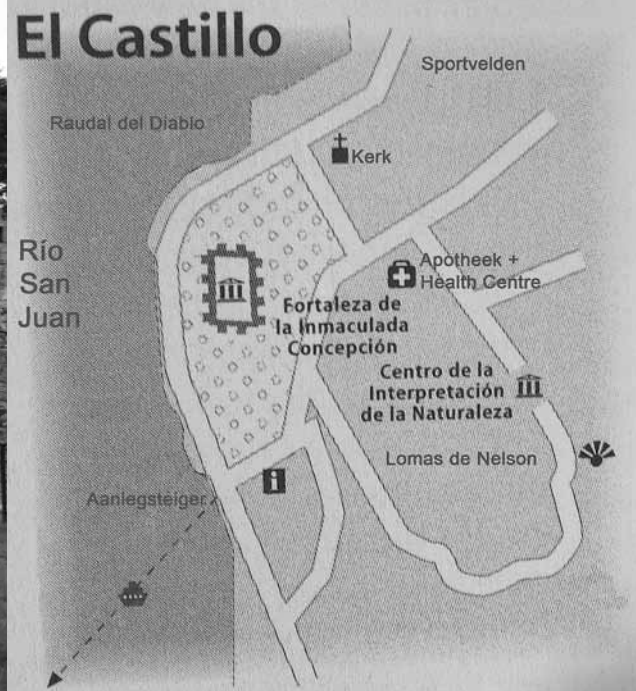 El Castillo
Sportvelden
Raudal del Diablo
Kerk
Río
San
Juan
Apotheek +
Health Centre
Fortaleza de
la Inmaculada
Concepción
Centro de la
Interpretación
de la Naturaleza
Lomas de Nelson
i
Aanlegsteiger